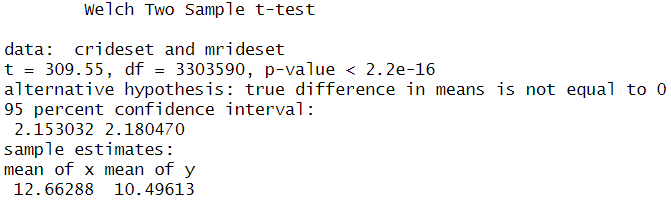 Welch Two Sample t-test
data: crideset and mrideset
t = 309.55, df = 3303590, p-value < 2.2e-16
alternative hypothesis: true difference in means is not equal to 0
95 percent confidence interval:
2.153032 2.180470
sample estimates:
mean of x mean of y
12.66288 10.49613